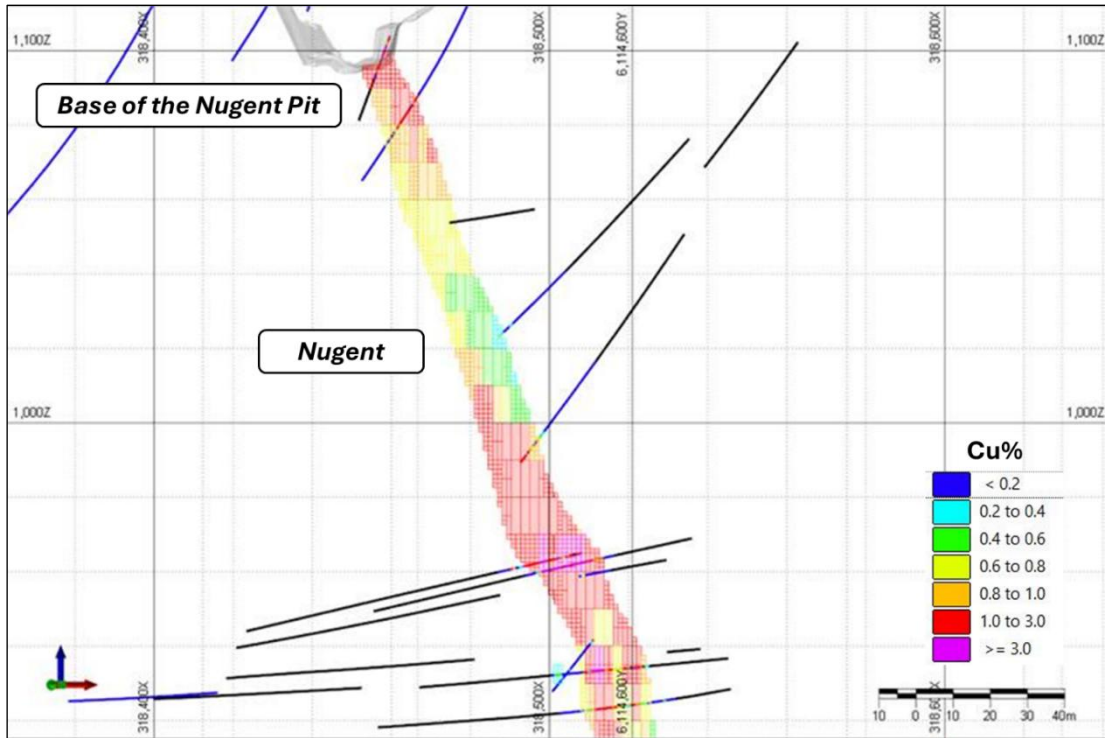 1,100Z
318,400X
318,500X
6,114,600Y
318,600X
1,100Z
Base of the Nugent Pit
Nugent
1,000Z
1,000Z
Cu%
< 0.2
0.2 to 0.4
0.4 to 0.6
0.6 to 0.8
0.8 to 1.0
1.0 to 3.0
>= 3.0
318,400X
318,500X
6,114,600Y
318,600X
10 0 10 20 30 40m